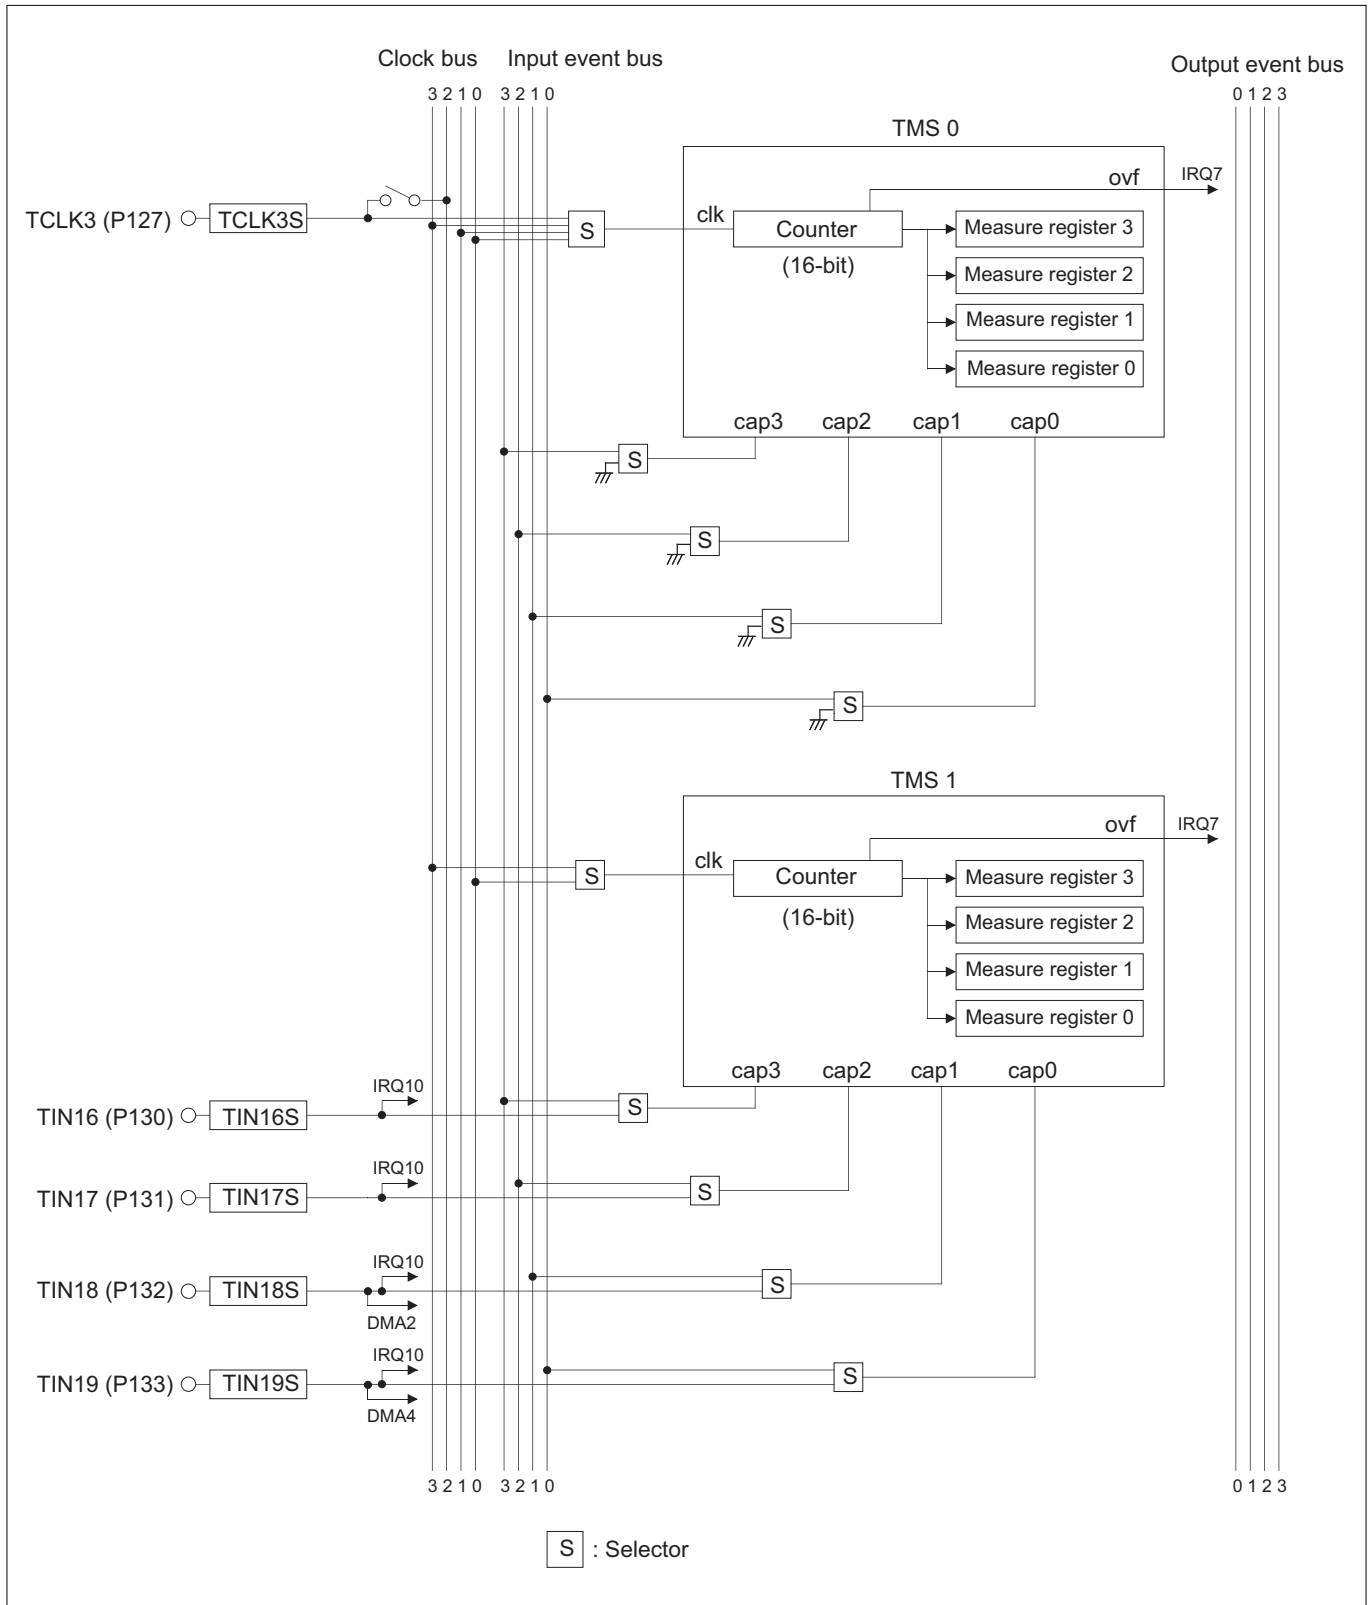 Clock bus Input event bus
Output event bus
3 2 1 0 3 2 1 0 0 1 2 3
TMS 0
ovf IRQ7
TCLK3 (P127) TCLK3S S clk Counter Measure register 3
(16-bit) Measure register 2
Measure register 1
Measure register 0
cap3 cap2 cap1 cap0
S
S
S
S
TMS 1
ovf IRQ7
S clk Counter Measure register 3
(16-bit) Measure register 2
Measure register 1
Measure register 0
cap3 cap2 cap1 cap0
IRQ10
TIN16 (P130) TIN16S S
IRQ10
TIN17 (P131) TIN17S S
IRQ10
TIN18 (P132) TIN18S S
DMA2
IRQ10
TIN19 (P133) TIN19S S
DMA4
3 2 1 0 3 2 1 0 0 1 2 3
S : Selector